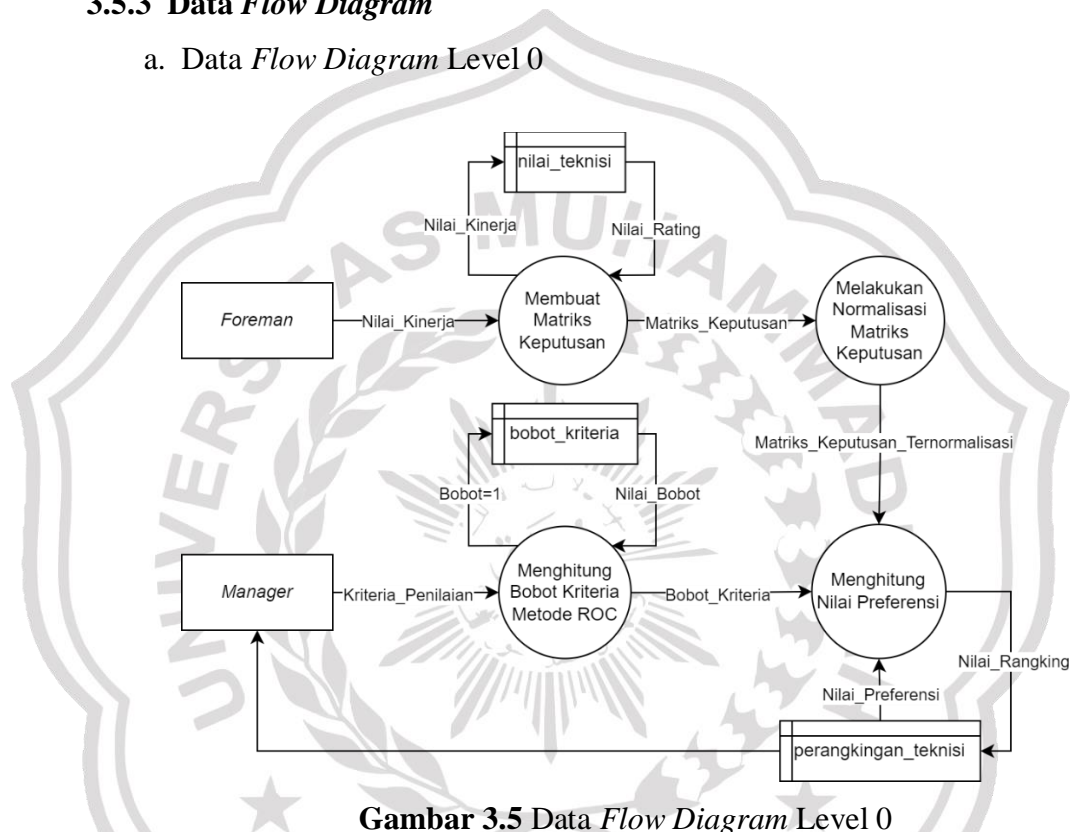 3.5.3 Data Flow Diagram
a. Data Flow Diagram Level 0
nilai_teknisi
Nilai_Kinerja
Nilai_Rating
Foreman
Nilai_Kinerja
Membuat
Matriks
Keputusan
Matriks_Keputusan
Melakukan
Normalisasi
Matriks
Keputusan
bobot_kriteria
Matriks_Keputusan_Ternormalisasi
Bobot=1
Nilai_Bobot
Manager
Kriteria_Penilaian
Menghitung
Bobot Kriteria
Metode ROC
Bobot_Kriteria
Menghitung
Nilai Preferensi
Nilai_Rangking
Nilai_Preferensi
perangkingan_teknisi
Gambar 3.5 Data Flow Diagram Level 0
UNIVERSITAS MUHAMMADI